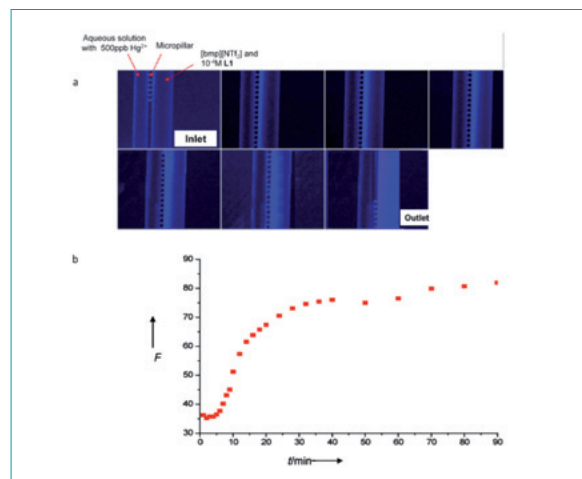 Aqueous solution
with 500ppb Hg²⁺
Micropillar
[bmp][NTf₂] and
10⁻⁴M L1
a
Inlet
Outlet
b
90
80
70
60
50
40
30
F
0 10 20 30 40 50 60 70 80 90
t/min